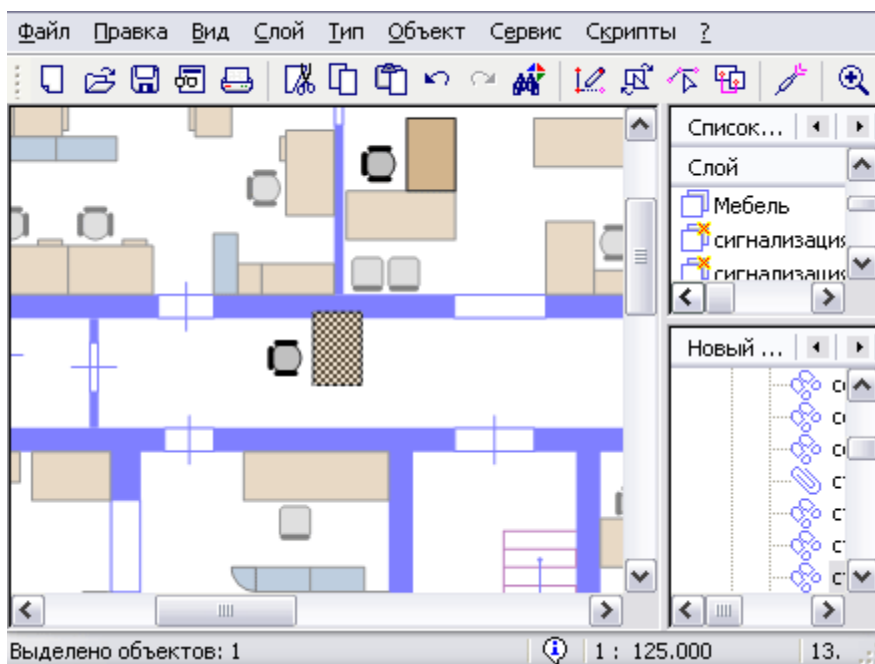 Файл Правка Вид Слой Тип Объект Сервис Скрипты ?
Список...
Слой
Мебель
сигнализация
сигнализация
Новый ...
Выделено объектов: 1
1 : 125.000
13.